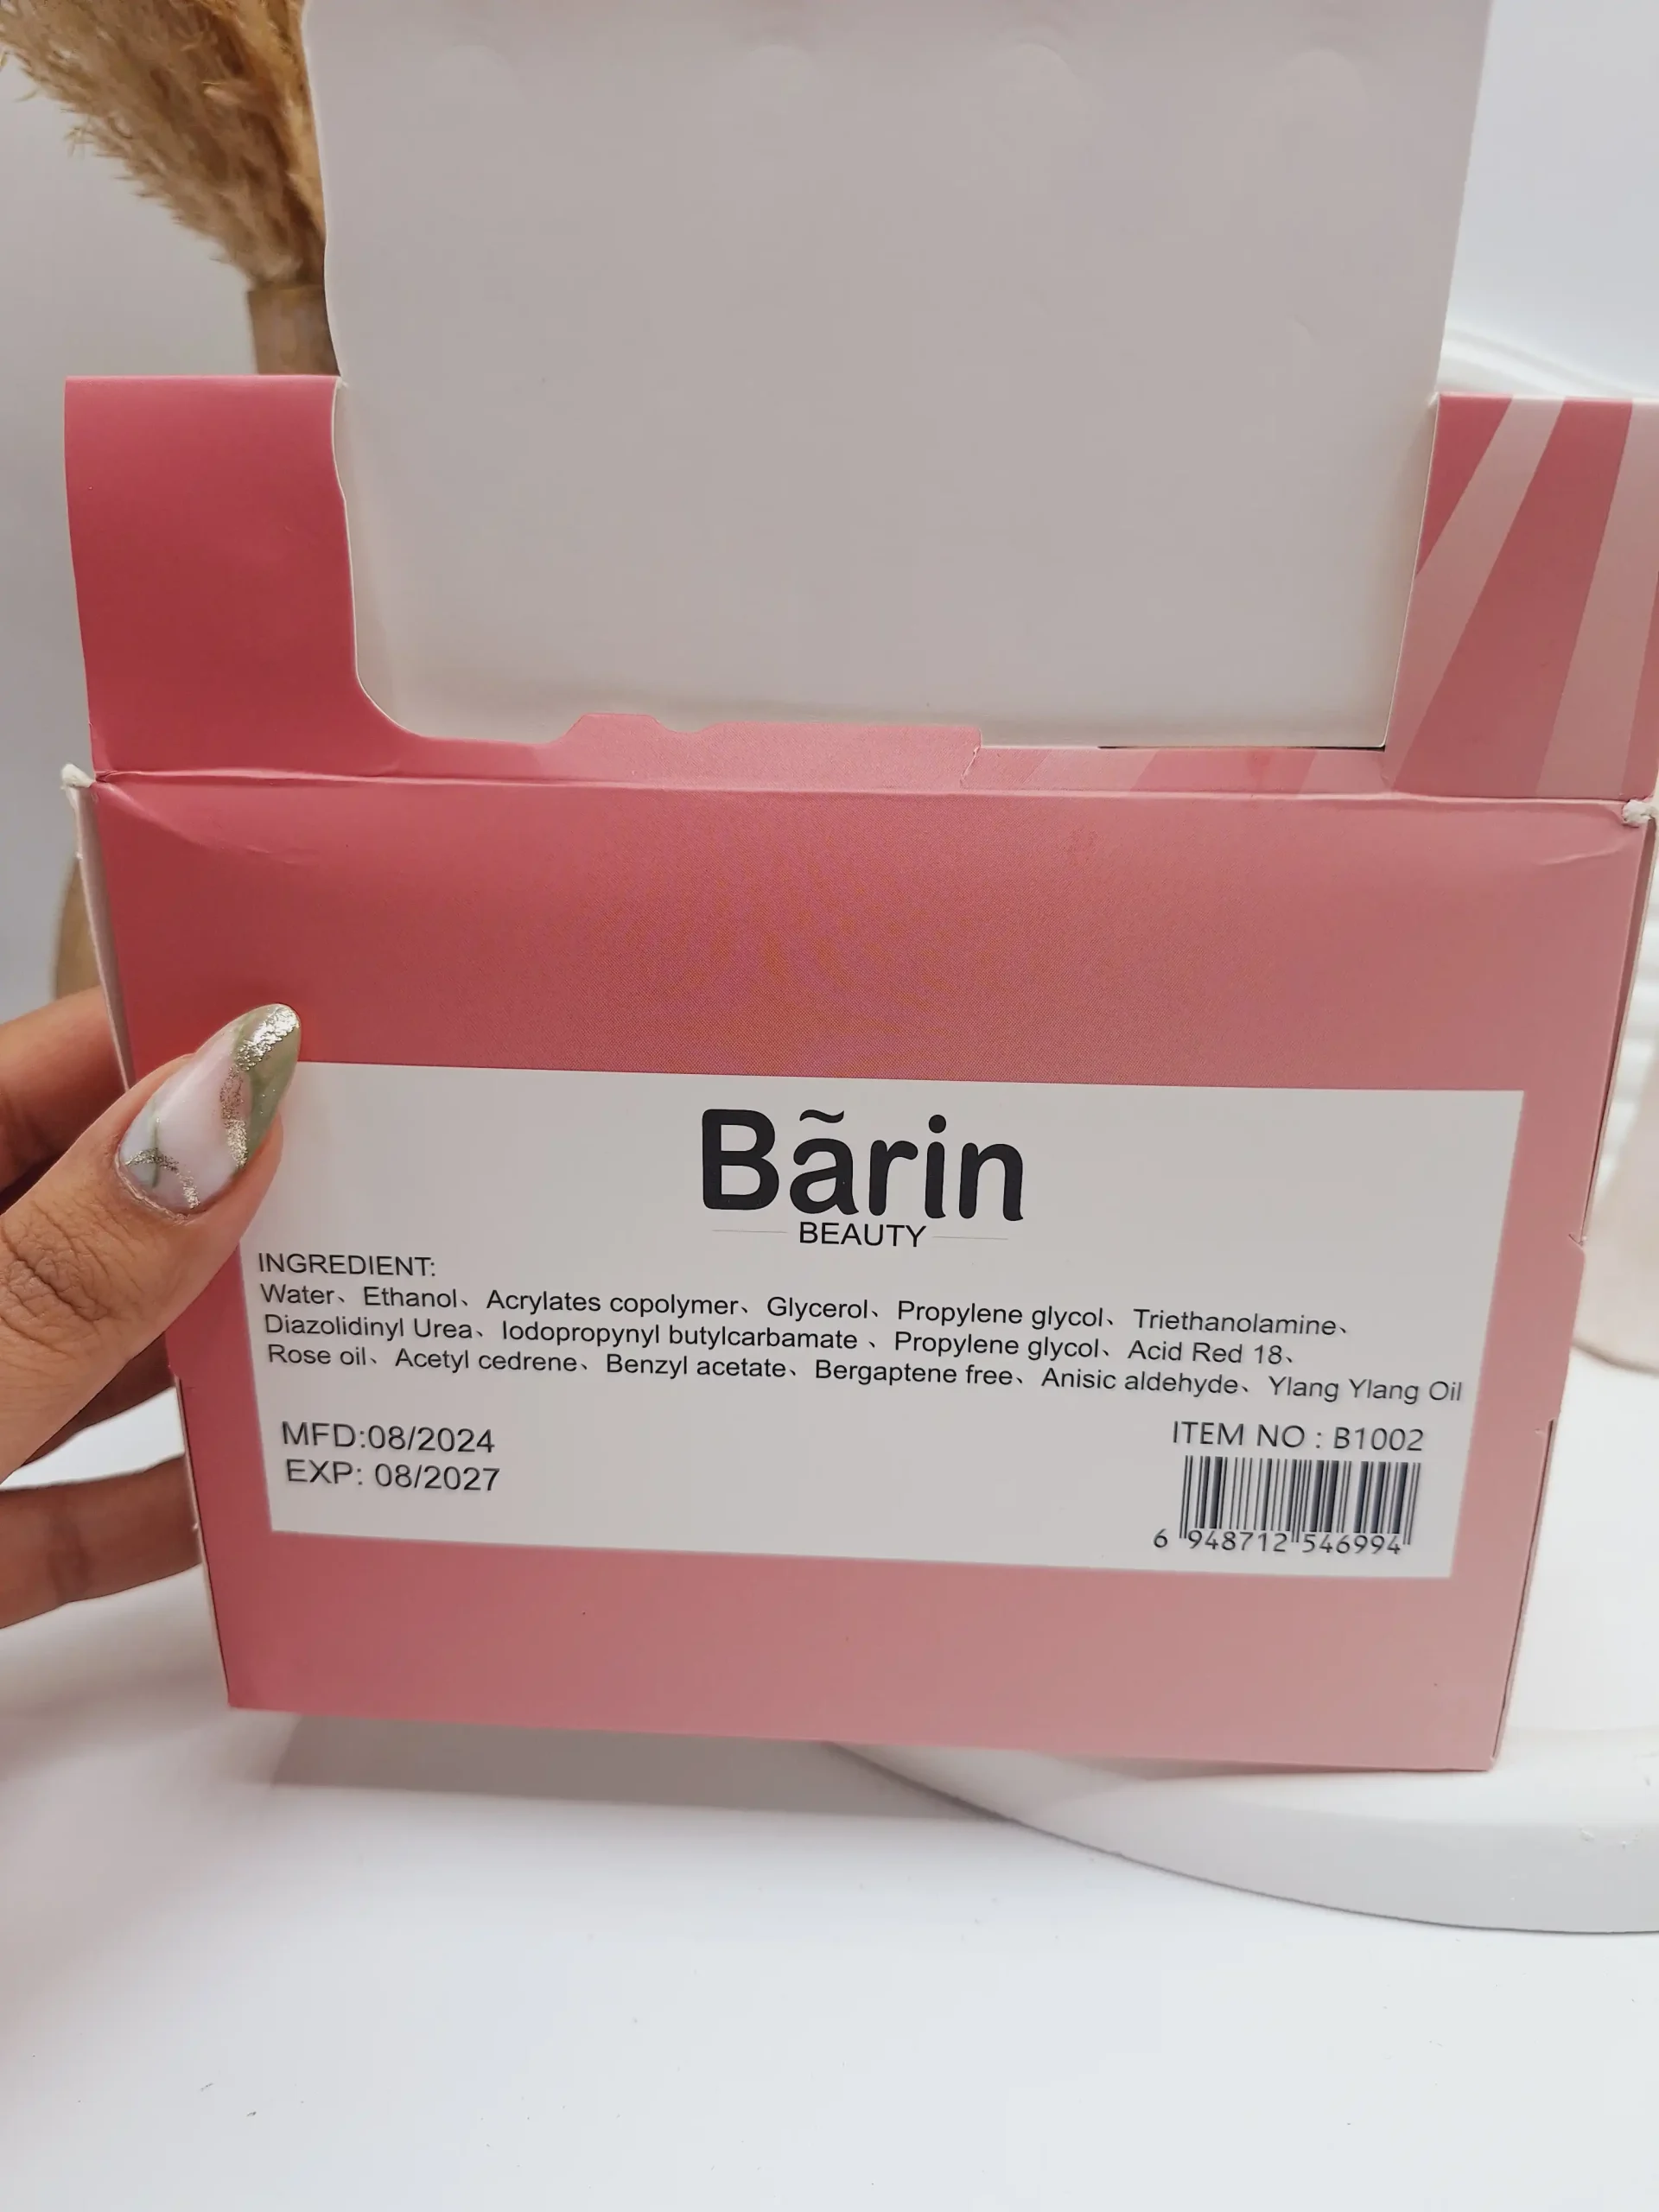 Bãrin
BEAUTY
INGREDIENT:
Water、Ethanol、Acrylates copolymer、Glycerol、Propylene glycol、Triethanolamine、
Diazolidinyl Urea、Iodopropynyl butylcarbamate 、Propylene glycol、Acid Red 18、
Rose oil、Acetyl cedrene、Benzyl acetate、Bergaptene free、Anisic aldehyde、Ylang Ylang Oil
MFD:08/2024
EXP: 08/2027
ITEM NO : B1002
6 948712 546994